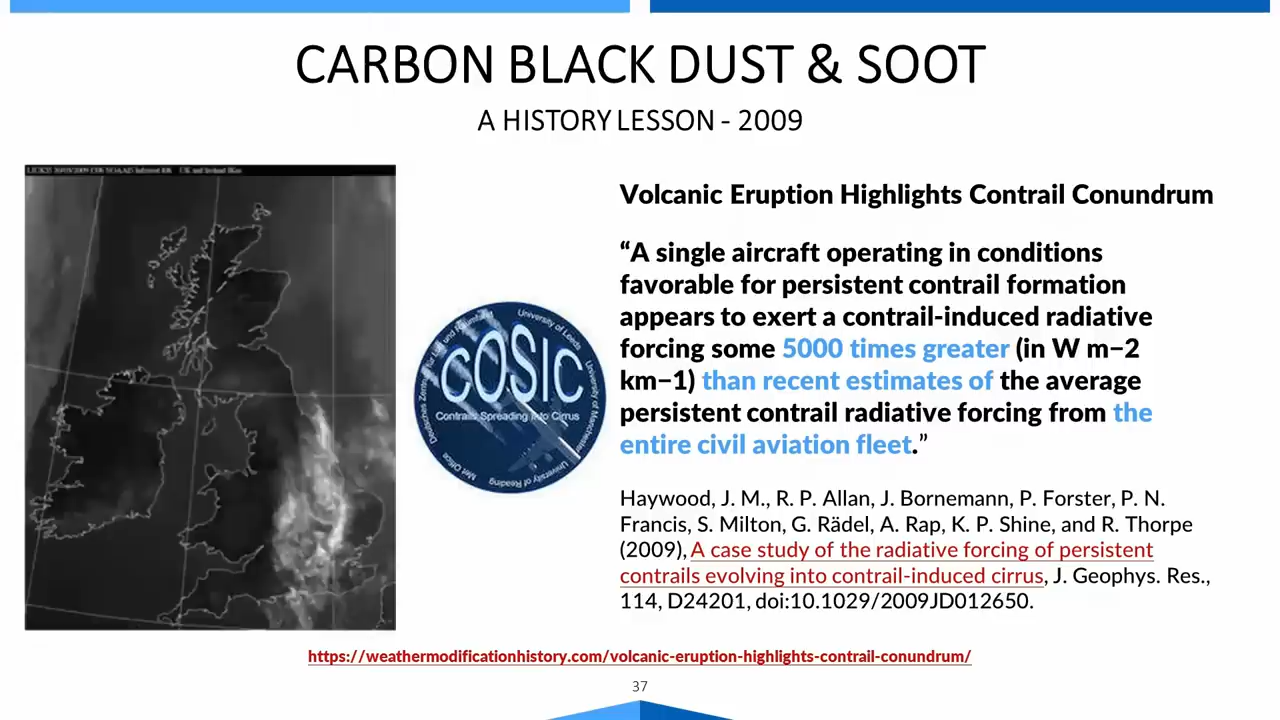 CARBON BLACK DUST & SOOT
A HISTORY LESSON - 2009
Volcanic Eruption Highlights Contrail Conundrum
“A single aircraft operating in conditions
favorable for persistent contrail formation
appears to exert a contrail-induced radiative
forcing some 5000 times greater (in W m−2
km−1) than recent estimates of the average
persistent contrail radiative forcing from the
entire civil aviation fleet.”
Haywood, J. M., R. P. Allan, J. Bornemann, P. Forster, P. N.
Francis, S. Milton, G. Rädel, A. Rap, K. P. Shine, and R. Thorpe
(2009), A case study of the radiative forcing of persistent
contrails evolving into contrail-induced cirrus, J. Geophys. Res.,
114, D24201, doi:10.1029/2009JD012650.
COSIC
Contrails Spreading Into Cirrus
University of Leeds
University of Manchester
University of Reading
Met Office
https://weathermodificationhistory.com/volcanic-eruption-highlights-contrail-conundrum/
37